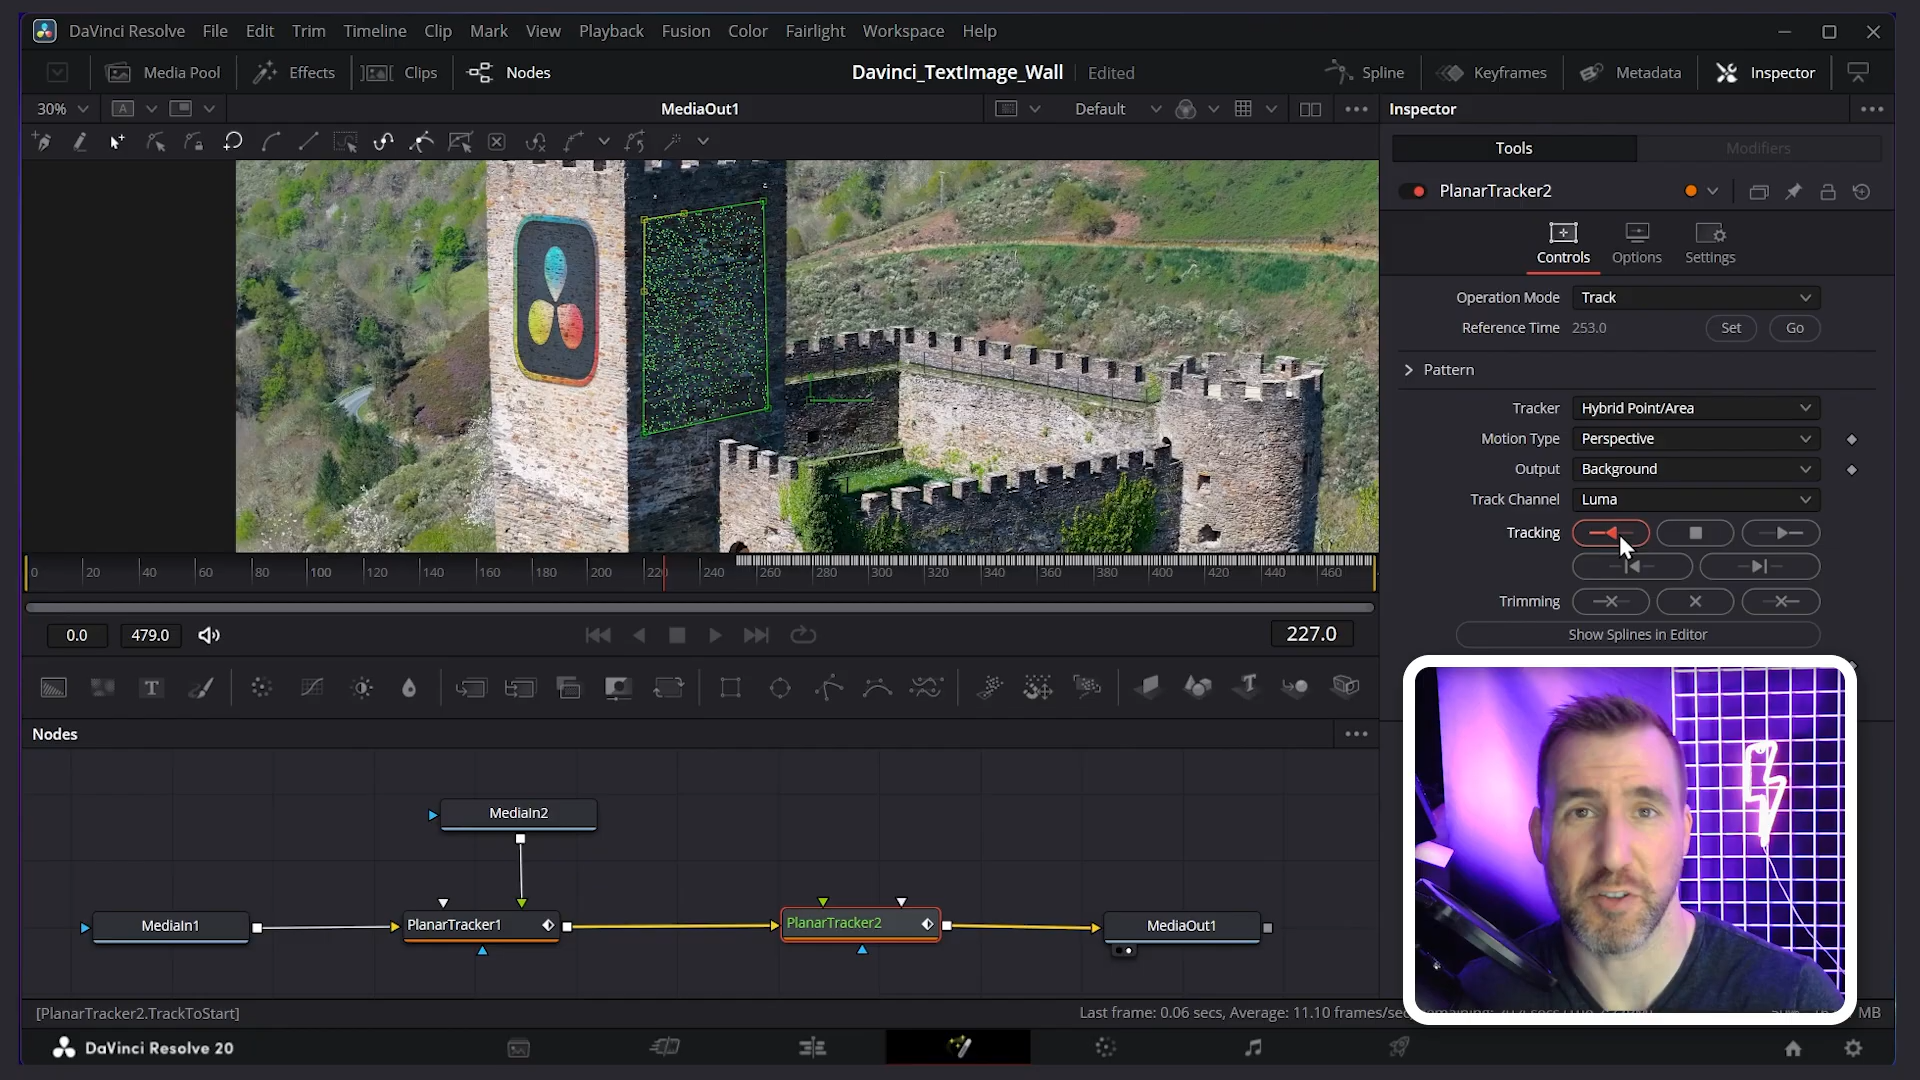 DaVinci Resolve File Edit Trim Timeline Clip Mark View Playback Fusion Color Fairlight Workspace Help
Media Pool Effects Clips Nodes Davinci_TextImage_Wall Edited Spline Keyframes Metadata Inspector
30% A MediaOut1 Default Inspector
Tools Modifiers
PlanarTracker2
Controls Options Settings
Operation Mode Track
Reference Time 253.0 Set Go
Pattern
Tracker Hybrid Point/Area
Motion Type Perspective
Output Background
Track Channel Luma
Tracking
0 20 40 60 80 100 120 140 160 180 200 220 240 260 280 300 320 340 360 380 400 420 440 460
Trimming
Show Splines in Editor
0.0 479.0 227.0
T T
Nodes
MediaIn2
MediaIn1 PlanarTracker1 PlanarTracker2 MediaOut1
[PlanarTracker2.TrackToStart] Last frame: 0.06 secs, Average: 11.10 frames/sec MB
DaVinci Resolve 20